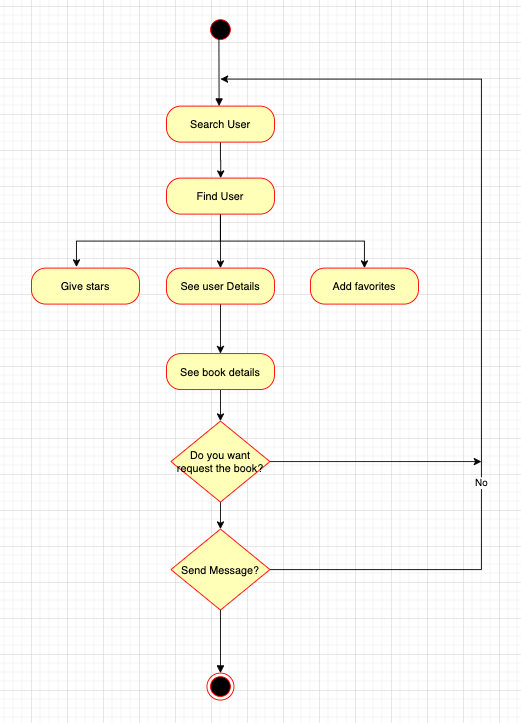 Search User
Find User
Give stars
See user Details
Add favorites
See book details
Do you want
request the book?
No
Send Message?